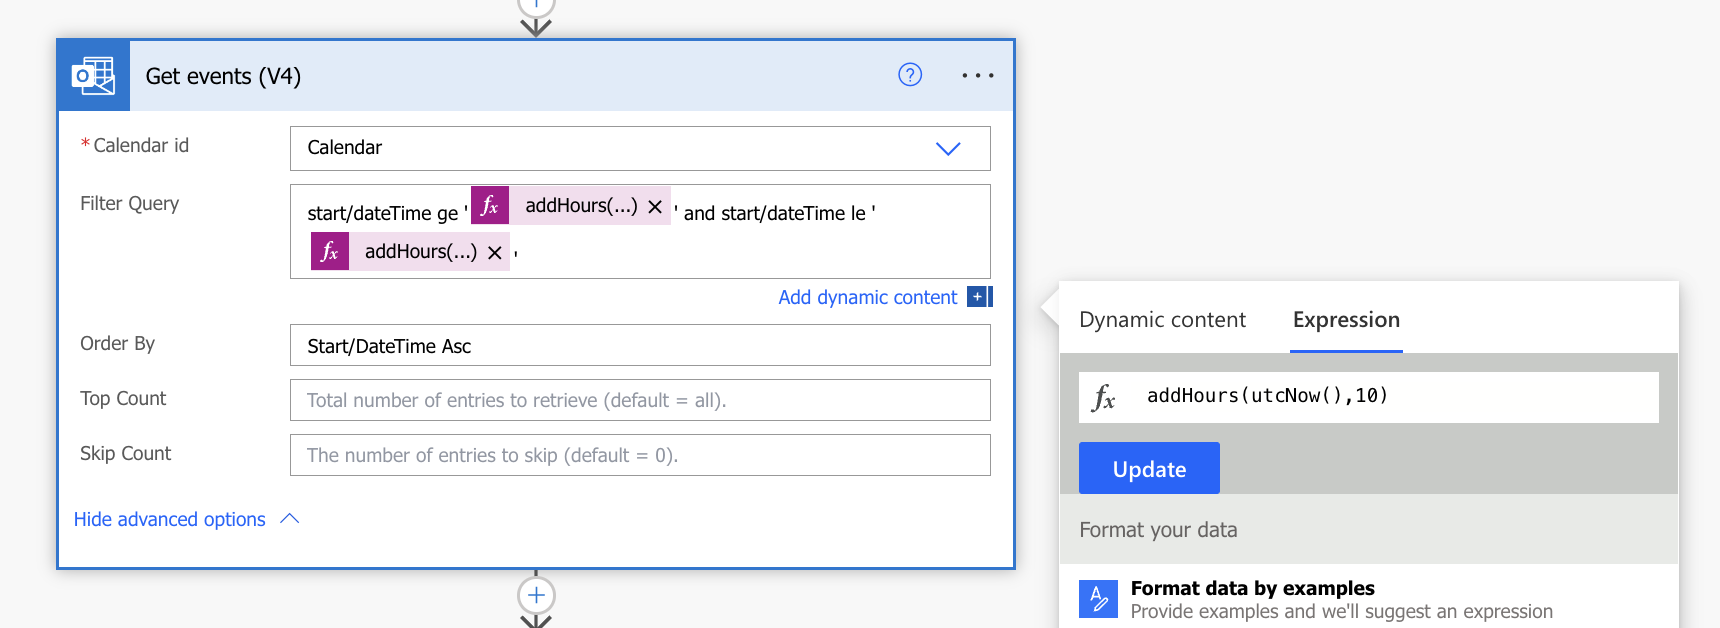 Get events (V4)
* Calendar id
Calendar
Filter Query
start/dateTime ge ' fx addHours(...) × ' and start/dateTime le '
fx addHours(...) × '
Add dynamic content
Order By
Start/DateTime Asc
Top Count
Total number of entries to retrieve (default = all).
Skip Count
The number of entries to skip (default = 0).
Hide advanced options
Dynamic content Expression
fx addHours(utcNow(),10)
Update
Format your data
Format data by examples
Provide examples and we'll suggest an expression